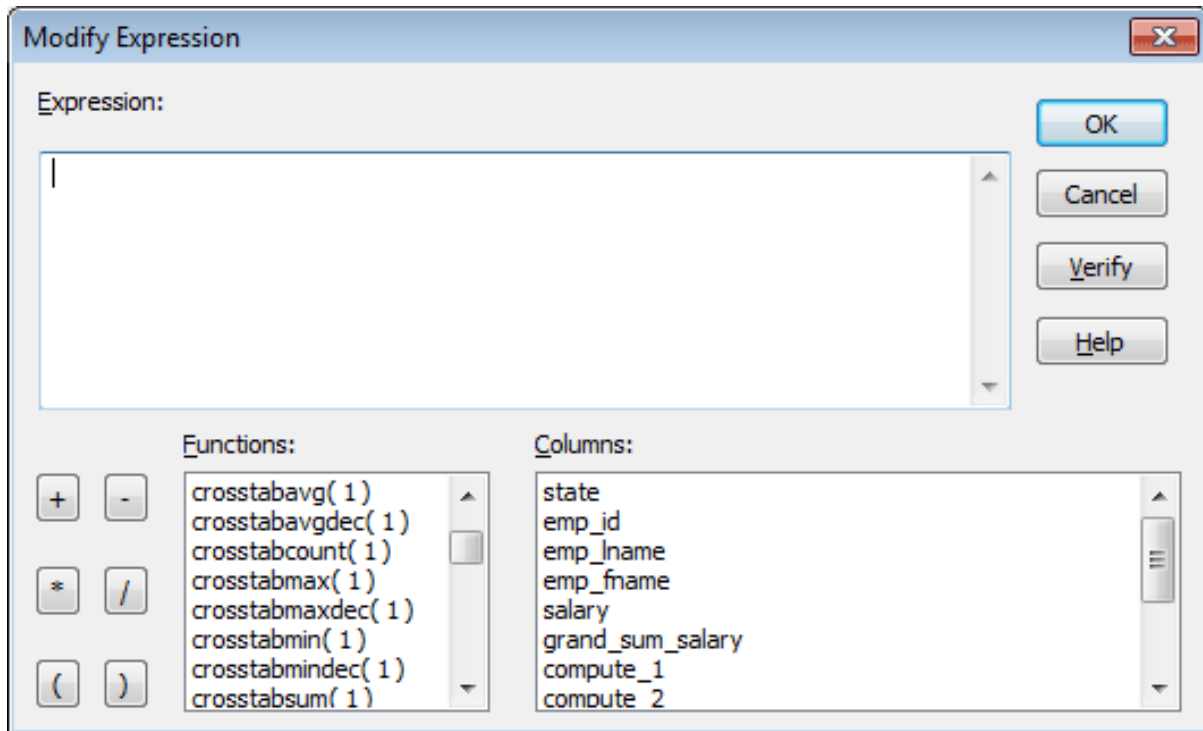 Modify Expression
Expression:
OK
Cancel
Verify
Help
Functions:
Columns:
+ -
* /
( )
crosstabavg( 1 )
crosstabavgdec( 1 )
crosstabcount( 1 )
crosstabmax( 1 )
crosstabmaxdec( 1 )
crosstabmin( 1 )
crosstabmindec( 1 )
crosstabsum( 1 )
state
emp_id
emp_lname
emp_fname
salary
grand_sum_salary
compute_1
compute_2